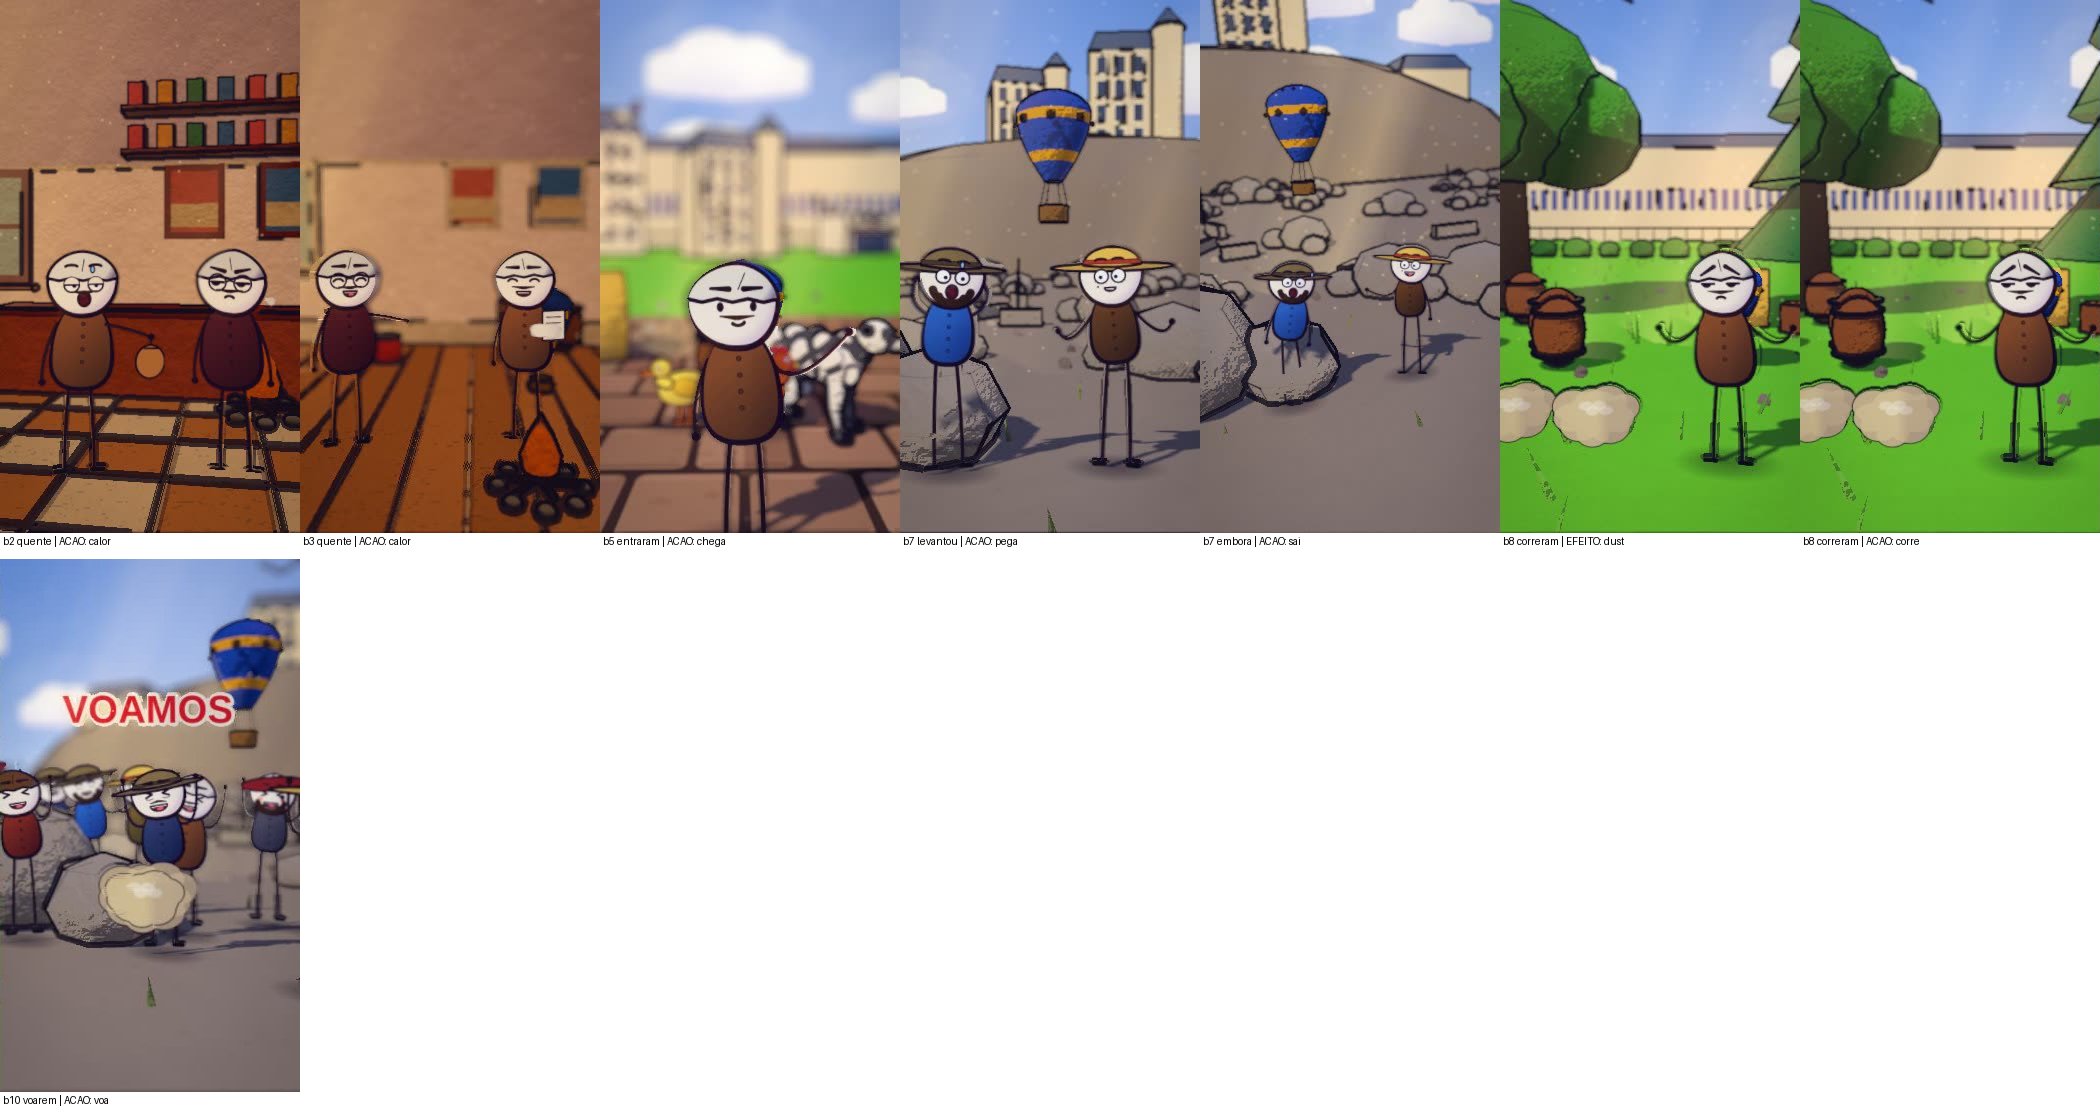 b2 quente | ACAO: calor
b3 quente | ACAO: calor
b5 entraram | ACAO: chega
b7 levantou | ACAO: pega
b7 embora | ACAO: sai
b8 correram | EFEITO: dust
b8 correram | ACAO: corre
VOAMOS
b10 voarem | ACAO: voa